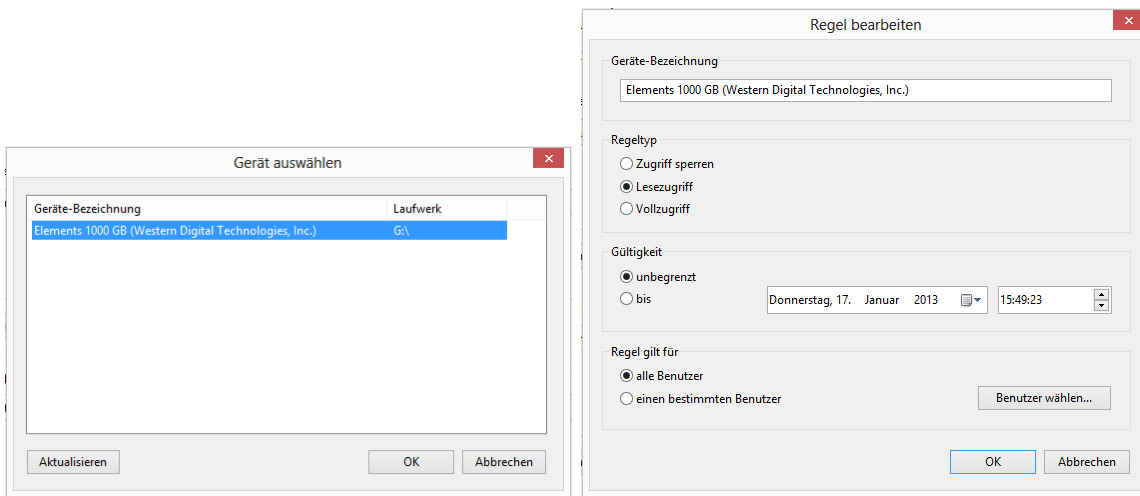 Gerät auswählen
Geräte-Bezeichnung Laufwerk
Elements 1000 GB (Western Digital Technologies, Inc.) G:\
Aktualisieren OK Abbrechen
Regel bearbeiten
Geräte-Bezeichnung
Elements 1000 GB (Western Digital Technologies, Inc.)
Regeltyp
Zugriff sperren
Lesezugriff
Vollzugriff
Gültigkeit
unbegrenzt
bis Donnerstag, 17. Januar 2013 15:49:23
Regel gilt für
alle Benutzer
einen bestimmten Benutzer Benutzer wählen...
OK Abbrechen